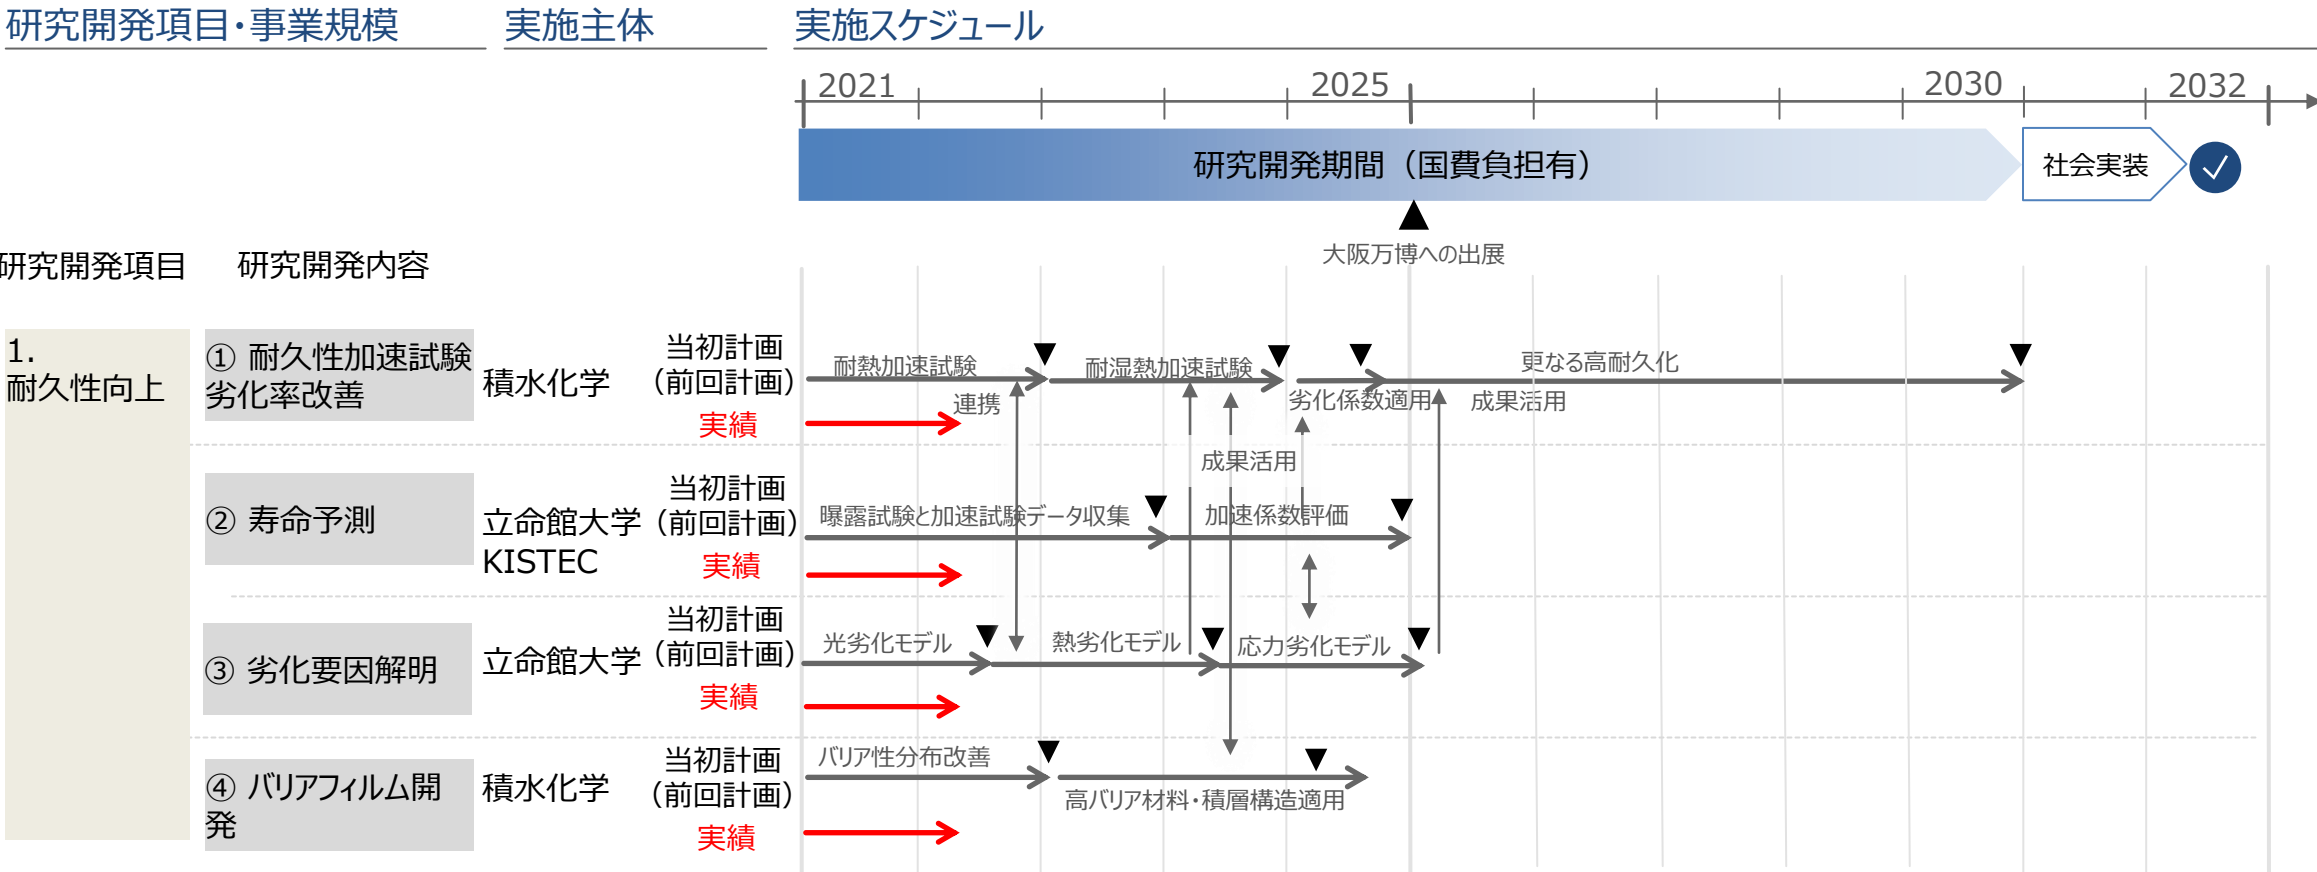 研究開発項目・事業規模
実施主体
実施スケジュール
2021
2025
2030
2032
研究開発期間（国費負担有）
社会実装
大阪万博への出展
研究開発項目
研究開発内容
1.
耐久性向上
① 耐久性加速試験
劣化率改善
積水化学
当初計画
（前回計画）
実績
耐熱加速試験
耐湿熱加速試験
劣化係数適用
更なる高耐久化
連携
成果活用
成果活用
② 寿命予測
立命館大学
KISTEC
当初計画
（前回計画）
実績
曝露試験と加速試験データ収集
加速係数評価
③ 劣化要因解明
立命館大学
当初計画
（前回計画）
実績
光劣化モデル
熱劣化モデル
応力劣化モデル
④ バリアフィルム開
発
積水化学
当初計画
（前回計画）
実績
バリア性分布改善
高バリア材料・積層構造適用